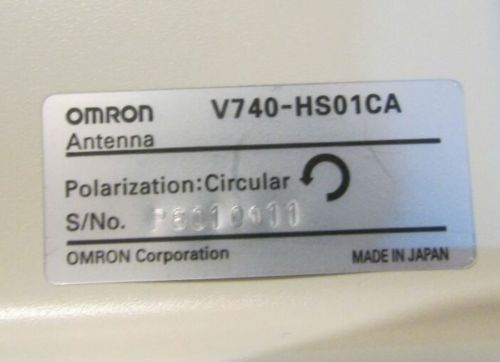 OMRON V740-HS01CA
Antenna
Polarization:Circular
S/No.
OMRON Corporation MADE IN JAPAN